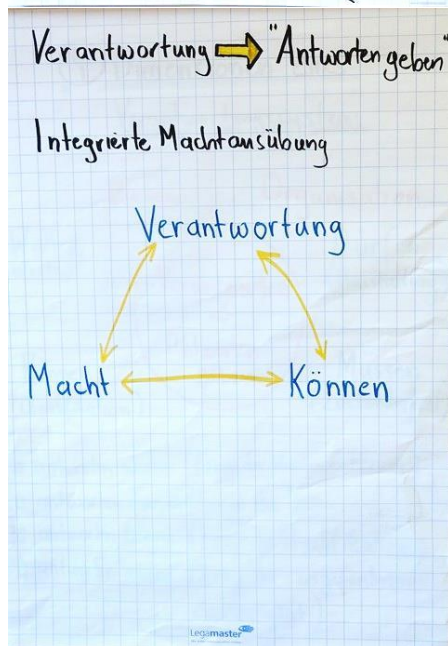 Verantwortung → "Antworten geben"
Integrierte Machtausübung
Verantwortung
Macht ↔ Können
Legamaster